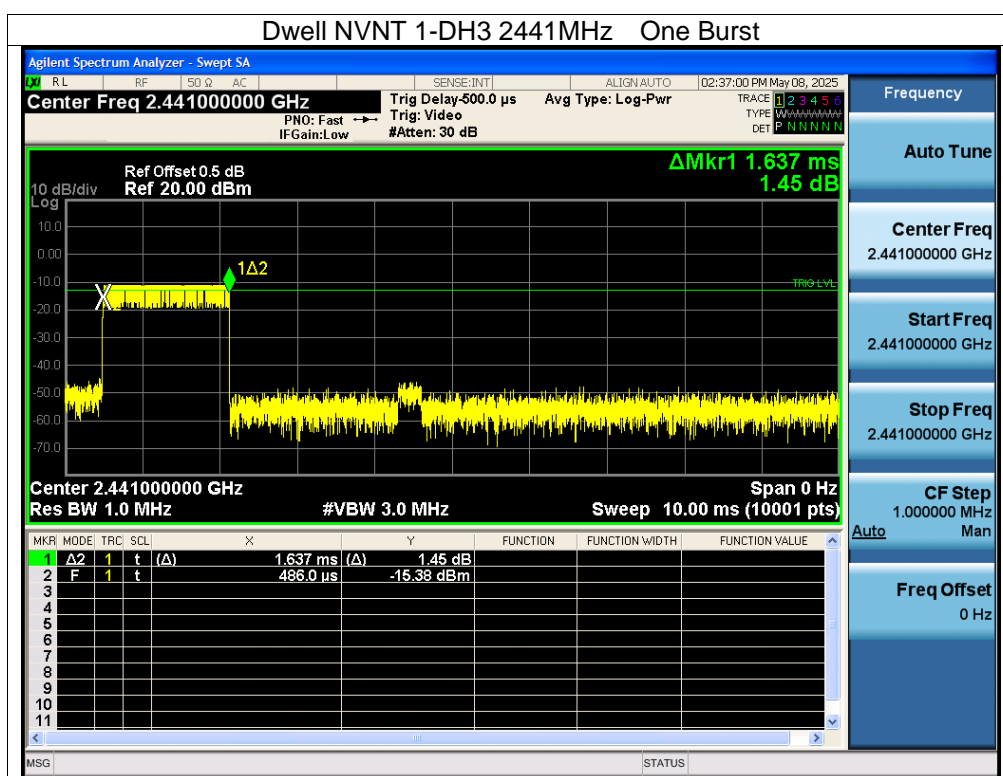 Dwell NVNT 1-DH3 2441MHz One Burst
Agilent Spectrum Analyzer - Swept SA
LXI RL RF 50 Ω AC SENSE:INT ALIGN AUTO 02:37:00 PM May 08, 2025
Center Freq 2.441000000 GHz Trig Delay-500.0 µs Avg Type: Log-Pwr TRACE 1 2 3 4 5 6
PNO: Fast Trig: Video TYPE WWWWWW
IFGain:Low #Atten: 30 dB DET P N N N N N
ΔMkr1 1.637 ms
1.45 dB
Ref Offset 0.5 dB
10 dB/div Ref 20.00 dBm
Log
10.0
0.00
-10.0
-20.0
-30.0
-40.0
-50.0
-60.0
-70.0
1Δ2
TRIG LVL
X
Center 2.441000000 GHz Span 0 Hz
Res BW 1.0 MHz #VBW 3.0 MHz Sweep 10.00 ms (10001 pts)
MKR MODE TRC SCL X Y FUNCTION FUNCTION WIDTH FUNCTION VALUE
1 Δ2 1 t (Δ) 1.637 ms (Δ) 1.45 dB
2 F 1 t 486.0 µs -15.38 dBm
3
4
5
6
7
8
9
10
11
MSG STATUS
Frequency
Auto Tune
Center Freq
2.441000000 GHz
Start Freq
2.441000000 GHz
Stop Freq
2.441000000 GHz
CF Step
1.000000 MHz
Auto Man
Freq Offset
0 Hz